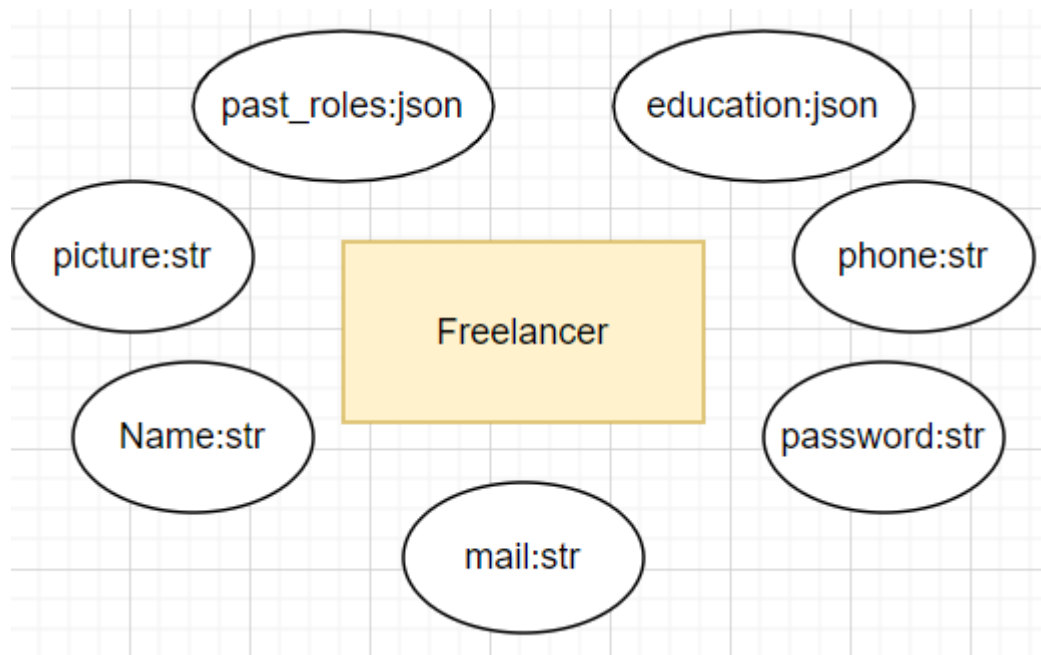 past_roles:json
education:json
picture:str
phone:str
Freelancer
Name:str
password:str
mail:str